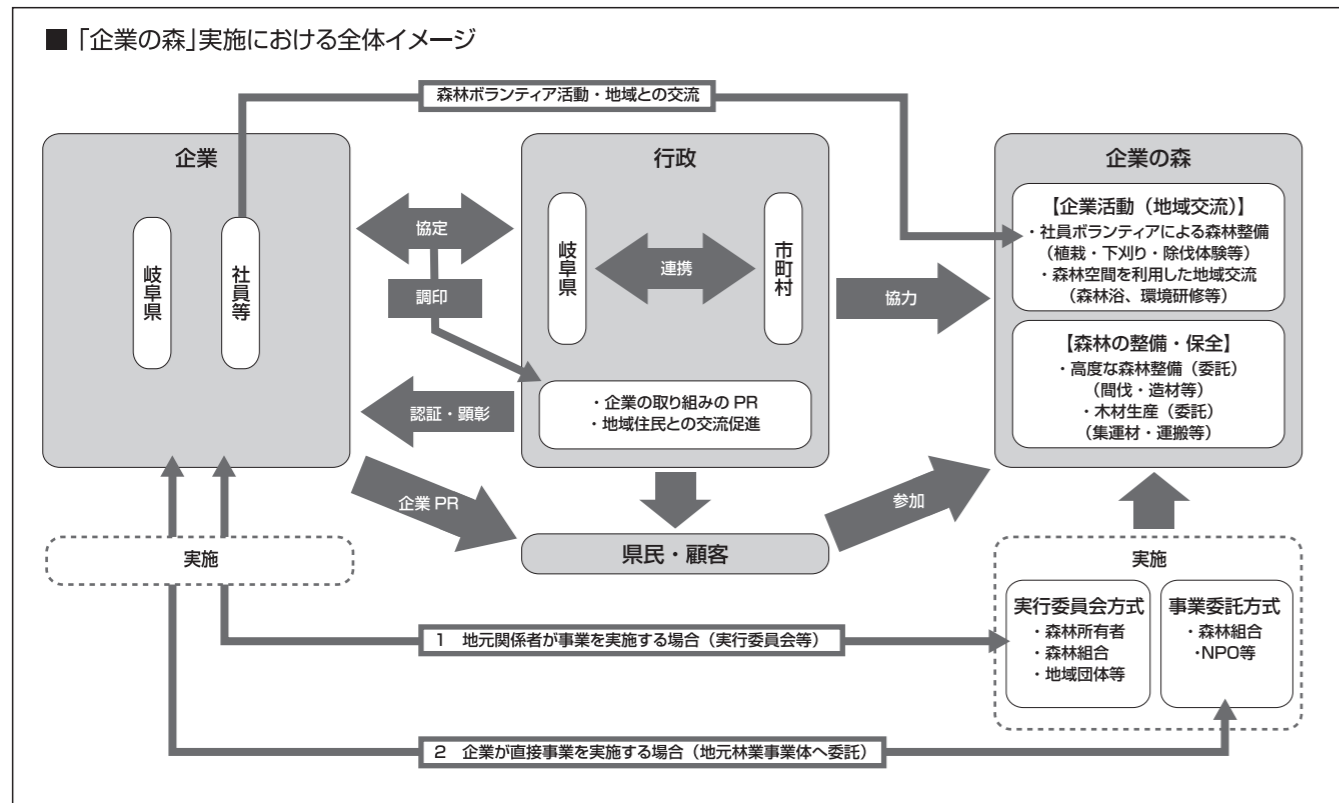 ■「企業の森」実施における全体イメージ
森林ボランティア活動・地域との交流
企業
岐阜県
社員等
協定
調印
認証・顕彰
行政
岐阜県
連携
市町村
・企業の取り組みの PR
・地域住民との交流促進
協力
企業の森
【企業活動（地域交流）】
・社員ボランティアによる森林整備
（植栽・下刈り・除伐体験等）
・森林空間を利用した地域交流
（森林浴、環境研修等）
【森林の整備・保全】
・高度な森林整備（委託）
（間伐・造材等）
・木材生産（委託）
（集運材・運搬等）
企業 PR
県民・顧客
参加
実施
実施
実行委員会方式
・森林所有者
・森林組合
・地域団体等
事業委託方式
・森林組合
・NPO等
1 地元関係者が事業を実施する場合（実行委員会等）
2 企業が直接事業を実施する場合（地元林業事業体へ委託）